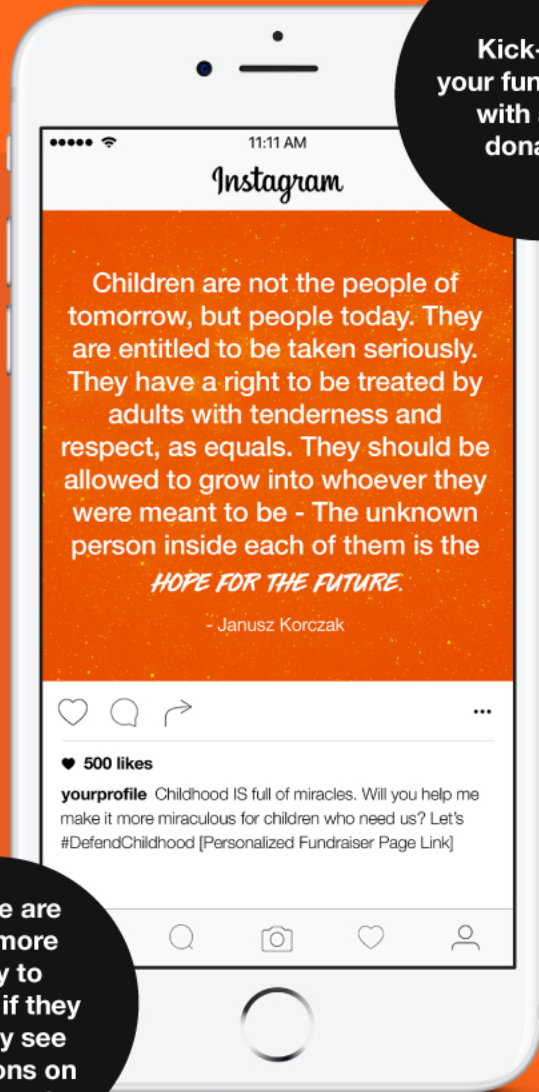 Kick-
your fun
with
dona
11:11 AM
Instagram
Children are not the people of
tomorrow, but people today. They
are entitled to be taken seriously.
They have a right to be treated by
adults with tenderness and
respect, as equals. They should be
allowed to grow into whoever they
were meant to be - The unknown
person inside each of them is the
HOPE FOR THE FUTURE.
- Janusz Korczak
500 likes
yourprofile Childhood IS full of miracles. Will you help me
make it more miraculous for children who need us? Let's
#DefendChildhood [Personalized Fundraiser Page Link]
e are
more
y to
if they
y see
ons on